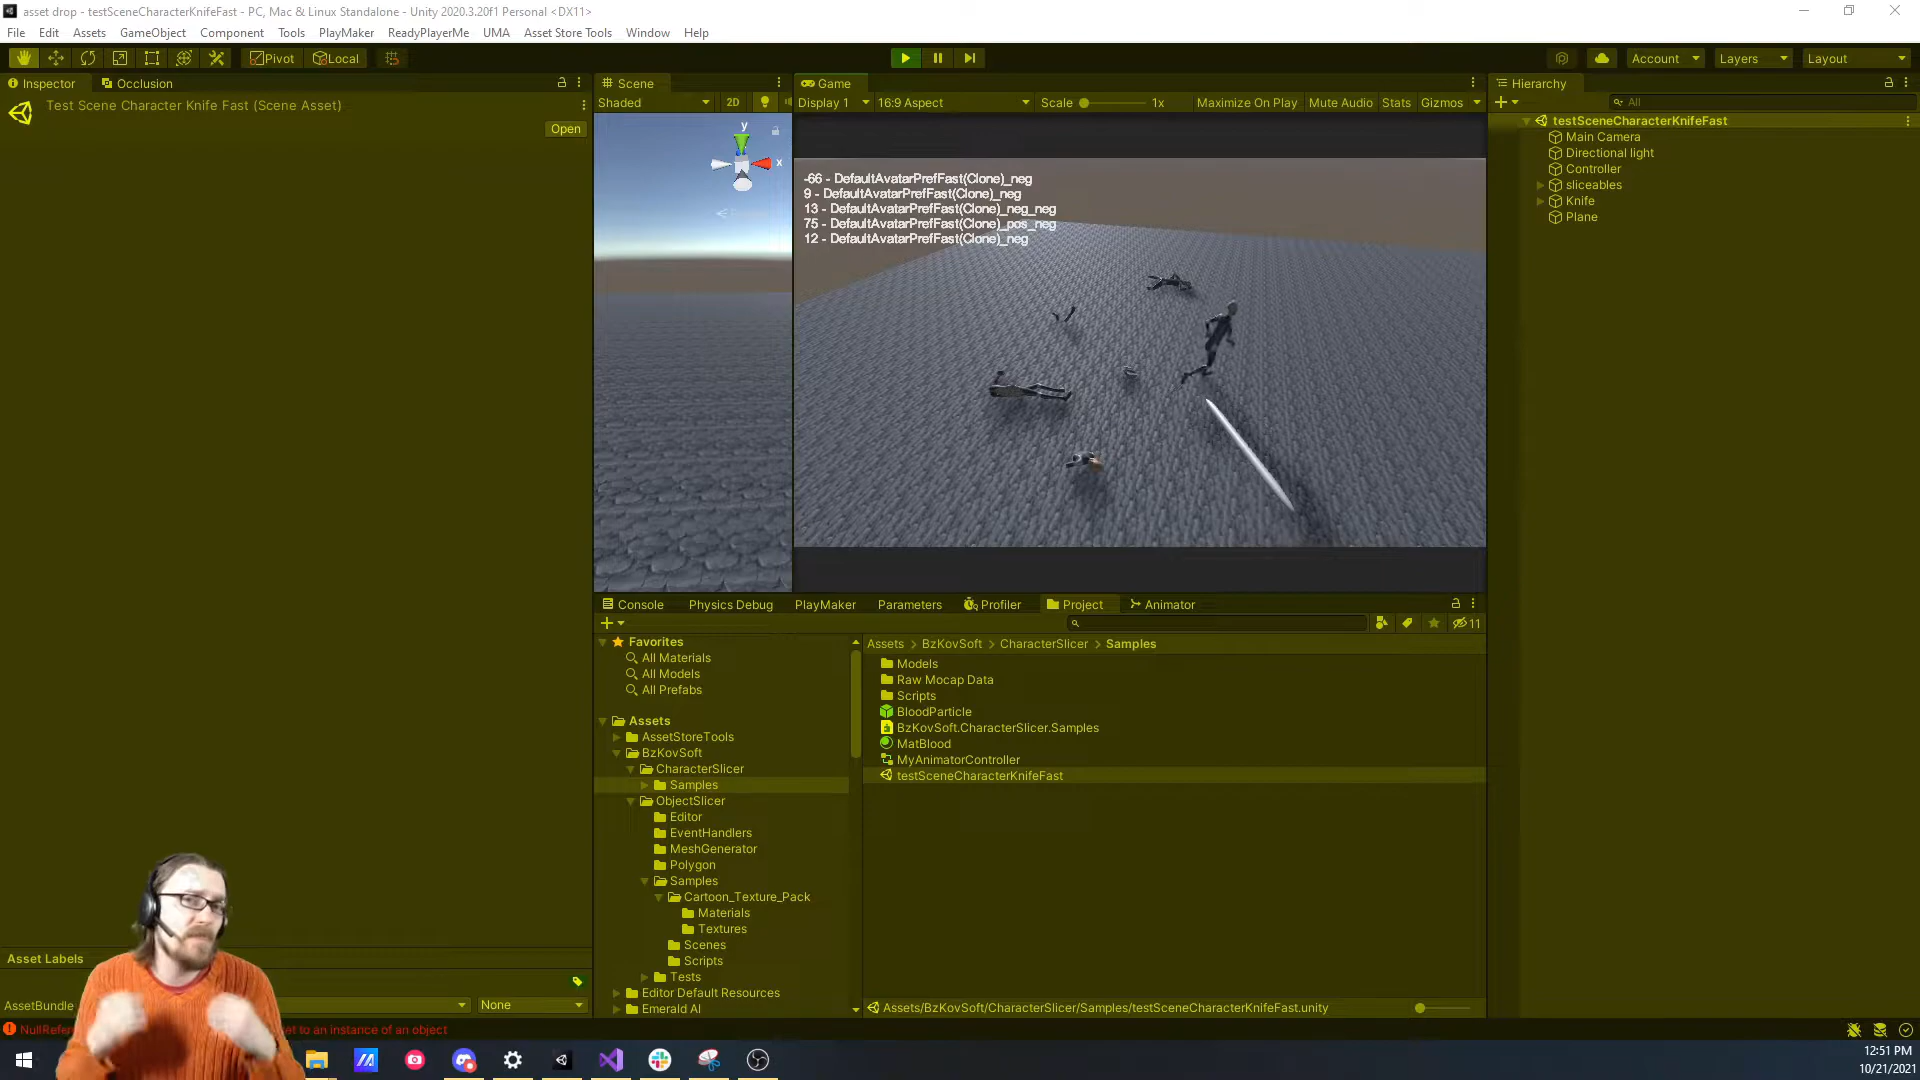 asset drop - testSceneCharacterKnifeFast - PC, Mac & Linux Standalone - Unity 2020.3.20f1 Personal <DX11>
File Edit Assets GameObject Component Tools PlayMaker ReadyPlayerMe UMA Asset Store Tools Window Help
Pivot Local Account Layers Layout
Inspector Occlusion
Test Scene Character Knife Fast (Scene Asset)
Open
Scene
Shaded 2D
y
x
Game
Display 1 16:9 Aspect Scale 1x Maximize On Play Mute Audio Stats Gizmos
-66 - DefaultAvatarPrefFast(Clone)_neg
9 - DefaultAvatarPrefFast(Clone)_neg
13 - DefaultAvatarPrefFast(Clone)_neg_neg
75 - DefaultAvatarPrefFast(Clone)_pos_neg
12 - DefaultAvatarPrefFast(Clone)_neg
Hierarchy
All
testSceneCharacterKnifeFast
Main Camera
Directional light
Controller
sliceables
Knife
Plane
Console Physics Debug PlayMaker Parameters Profiler Project Animator
11
Favorites
All Materials
All Models
All Prefabs
Assets
AssetStoreTools
BzKovSoft
CharacterSlicer
Samples
ObjectSlicer
Editor
EventHandlers
MeshGenerator
Polygon
Samples
Cartoon_Texture_Pack
Materials
Textures
Scenes
Scripts
Tests
Editor Default Resources
Emerald AI
Assets > BzKovSoft > CharacterSlicer > Samples
Models
Raw Mocap Data
Scripts
BloodParticle
BzKovSoft.CharacterSlicer.Samples
MatBlood
MyAnimatorController
testSceneCharacterKnifeFast
Assets/BzKovSoft/CharacterSlicer/Samples/testSceneCharacterKnifeFast.unity
Asset Labels
AssetBundle None
to an instance of an object
12:51 PM
10/21/2021